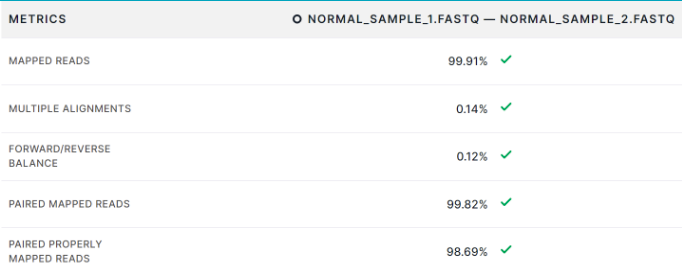 METRICS
NORMAL_SAMPLE_1.FASTQ — NORMAL_SAMPLE_2.FASTQ
MAPPED READS
99.91%
MULTIPLE ALIGNMENTS
0.14%
FORWARD/REVERSE
BALANCE
0.12%
PAIRED MAPPED READS
99.82%
PAIRED PROPERLY
MAPPED READS
98.69%